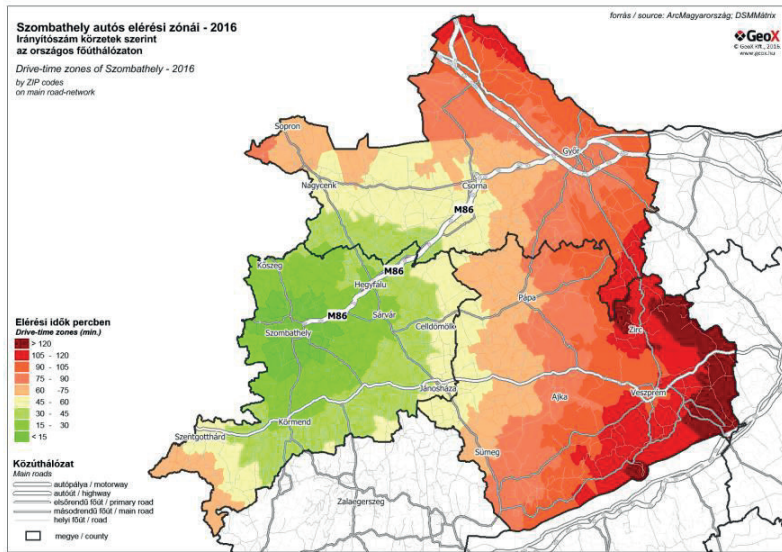 Szombathely autós elérési zónái - 2016
Irányítószám körzetek szerint
az országos főúthálózaton
Drive-time zones of Szombathely - 2016
by ZIP codes
on main road-network
forrás / source: ArcMagyarország; DSMMátrix
GeoX
© GeoX Kft., 2016
www.geox.hu
Sopron
Győr
Nagycenk
Csorna
M86
Kőszeg
M86
Hegyfalu
Pápa
M86
Sárvár
Szombathely
Celldömölk
Zirc
Jánosháza
Ajka
Veszprém
Körmend
Szentgotthárd
Sümeg
Zalaegerszeg
Elérési idők percben
Drive-time zones (min.)
> 120
105 - 120
90 - 105
75 - 90
60 -75
45 - 60
30 - 45
15 - 30
<15
Közúthálózat
Main roads
autópálya / motorway
autóút / highway
elsőrendű főút / primary road
másodrendű főút / main road
helyi főút / road
megye / county